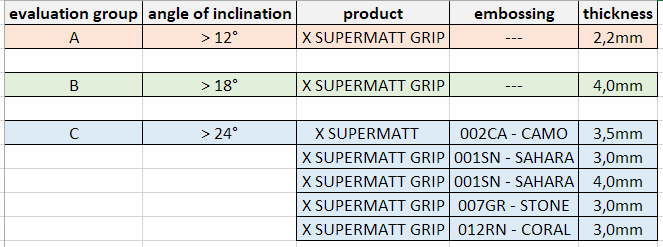 evaluation group angle of inclination product embossing thickness
A > 12° X SUPERMATT GRIP --- 2,2mm
B > 18° X SUPERMATT GRIP --- 4,0mm
C > 24° X SUPERMATT 002CA - CAMO 3,5mm
X SUPERMATT GRIP 001SN - SAHARA 3,0mm
X SUPERMATT GRIP 001SN - SAHARA 4,0mm
X SUPERMATT GRIP 007GR - STONE 3,0mm
X SUPERMATT GRIP 012RN - CORAL 3,0mm